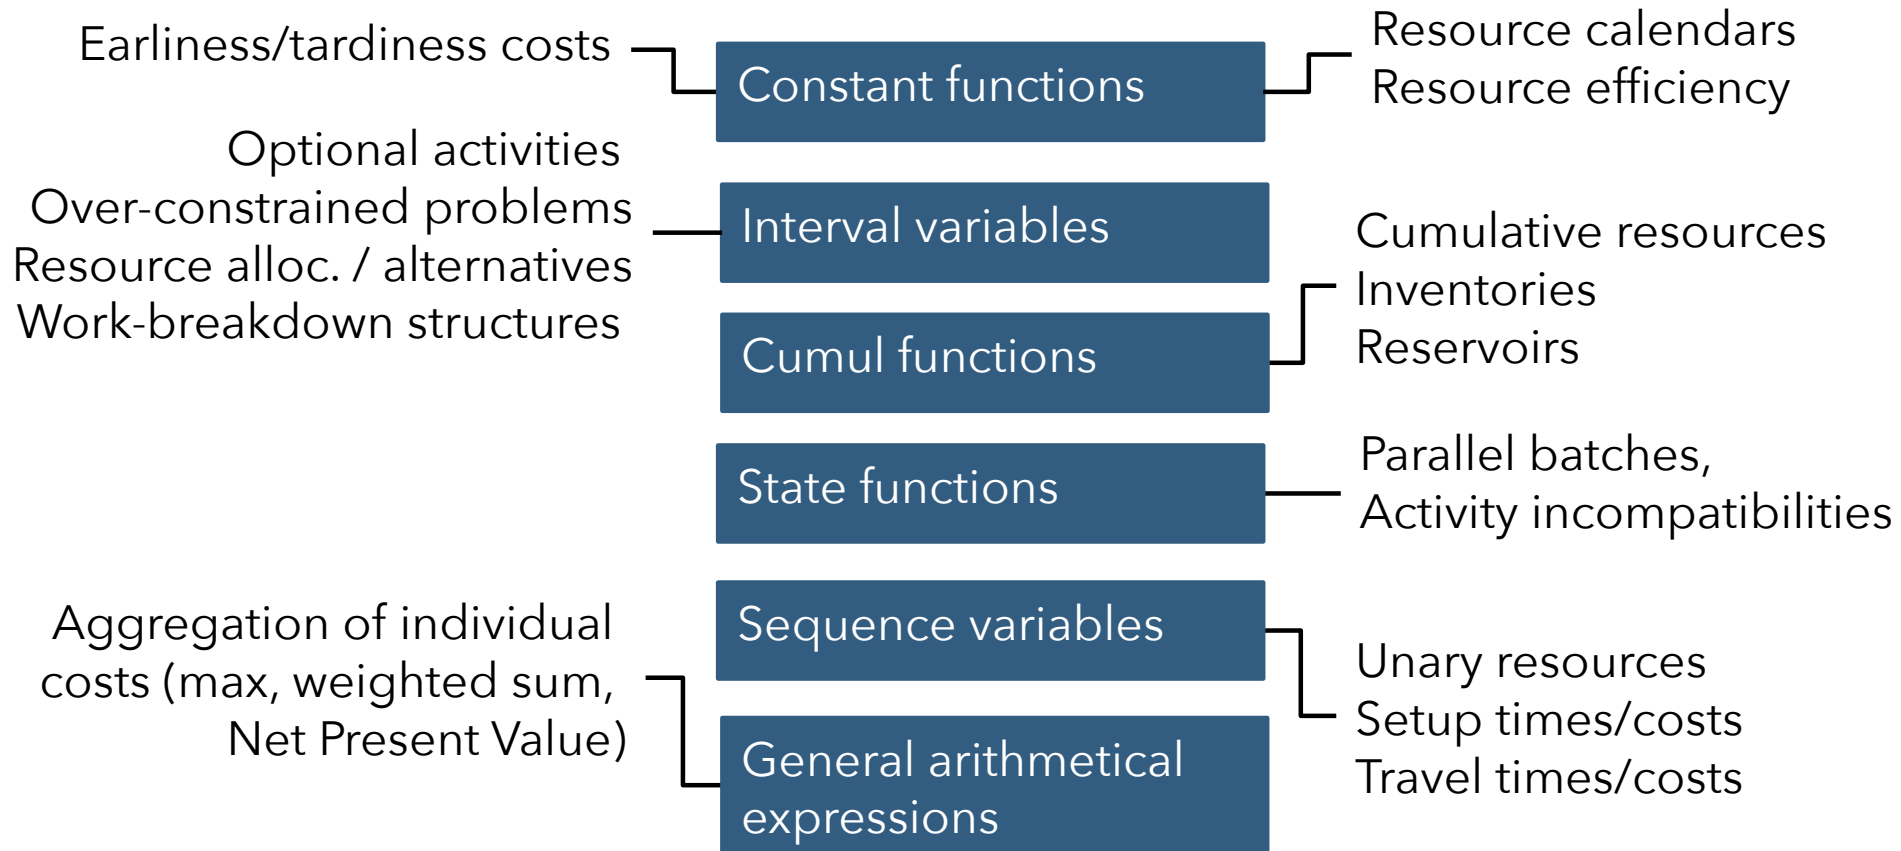 Earliness/tardiness costs
Constant functions
Resource calendars
Resource efficiency
Optional activities
Over-constrained problems
Resource alloc. / alternatives
Work-breakdown structures
Interval variables
Cumul functions
Cumulative resources
Inventories
Reservoirs
State functions
Parallel batches,
Activity incompatibilities
Sequence variables
Unary resources
Setup times/costs
Travel times/costs
Aggregation of individual
costs (max, weighted sum,
Net Present Value)
General arithmetical
expressions